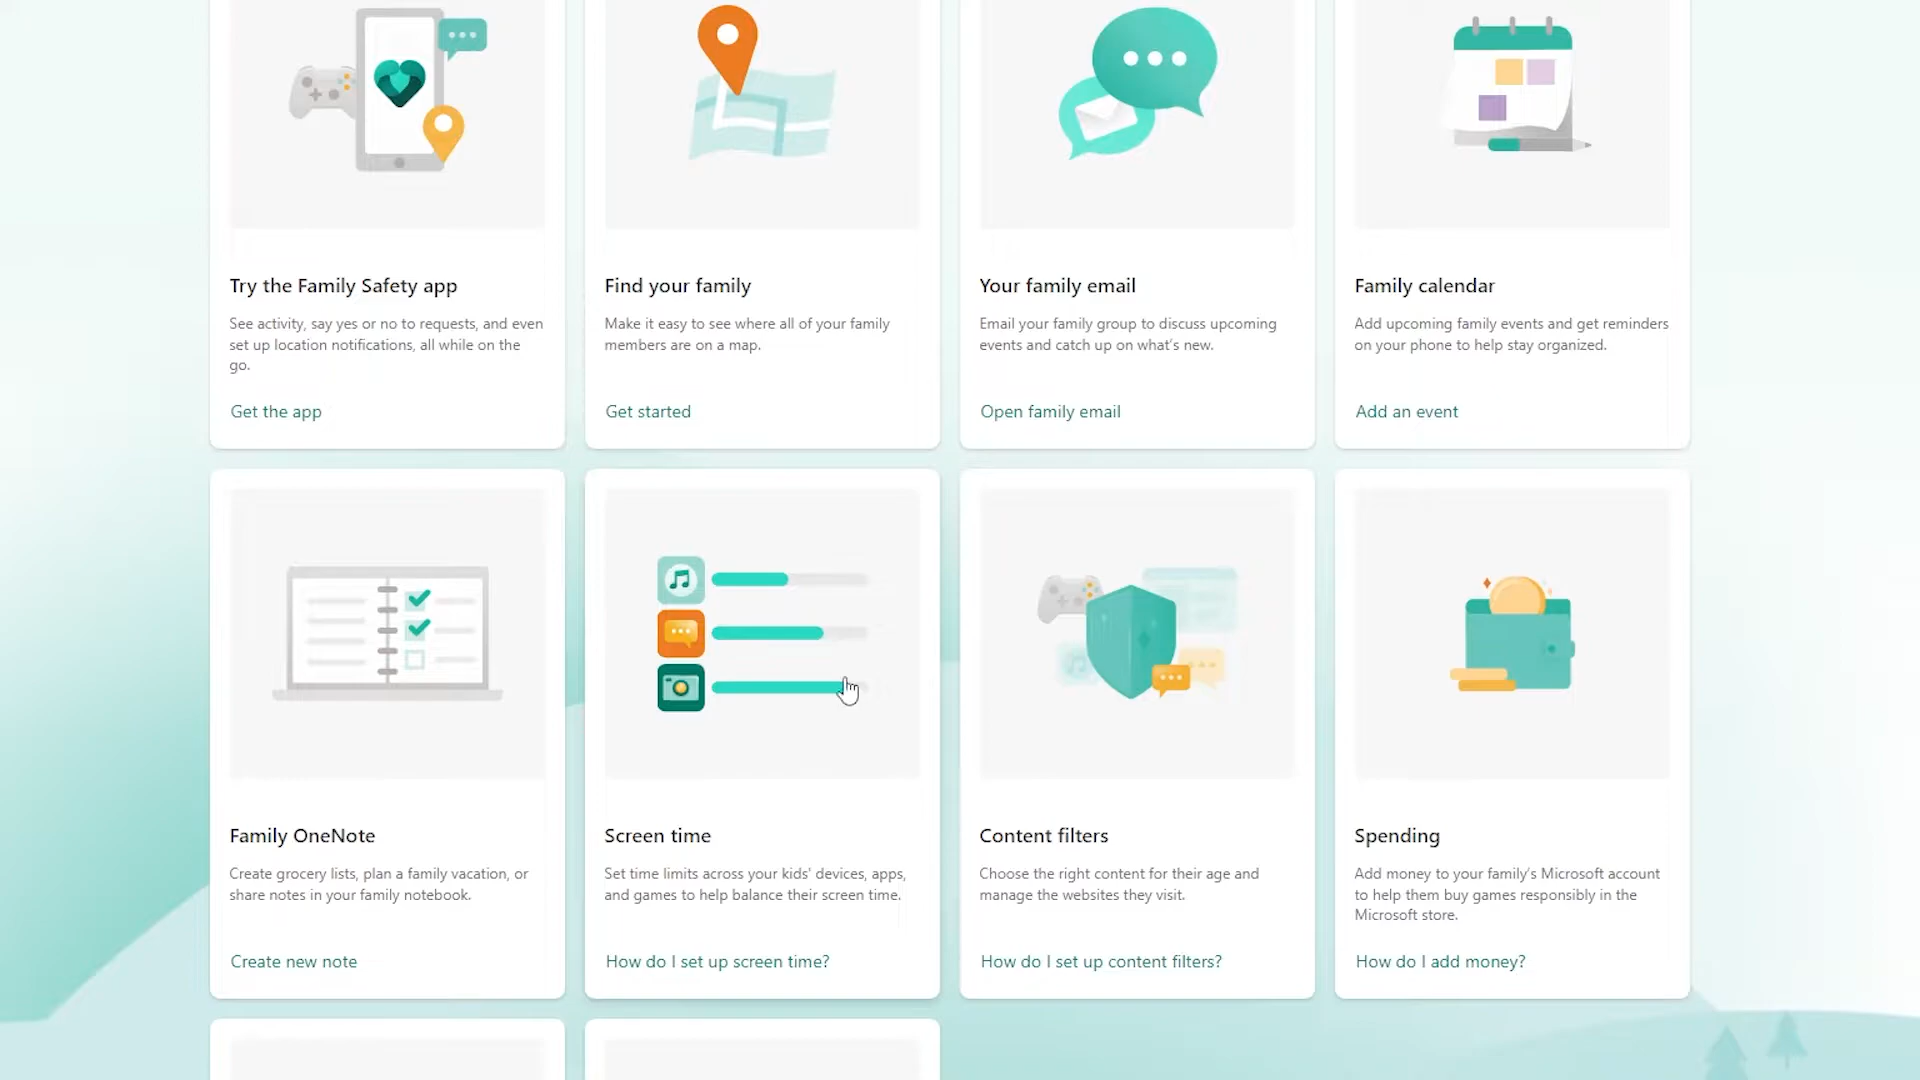 Try the Family Safety app
See activity, say yes or no to requests, and even
set up location notifications, all while on the
go.
Get the app
Find your family
Make it easy to see where all of your family
members are on a map.
Get started
Your family email
Email your family group to discuss upcoming
events and catch up on what's new.
Open family email
Family calendar
Add upcoming family events and get reminders
on your phone to help stay organized.
Add an event
Family OneNote
Create grocery lists, plan a family vacation, or
share notes in your family notebook.
Create new note
Screen time
Set time limits across your kids' devices, apps,
and games to help balance their screen time.
How do I set up screen time?
Content filters
Choose the right content for their age and
manage the websites they visit.
How do I set up content filters?
Spending
Add money to your family's Microsoft account
to help them buy games responsibly in the
Microsoft store.
How do I add money?